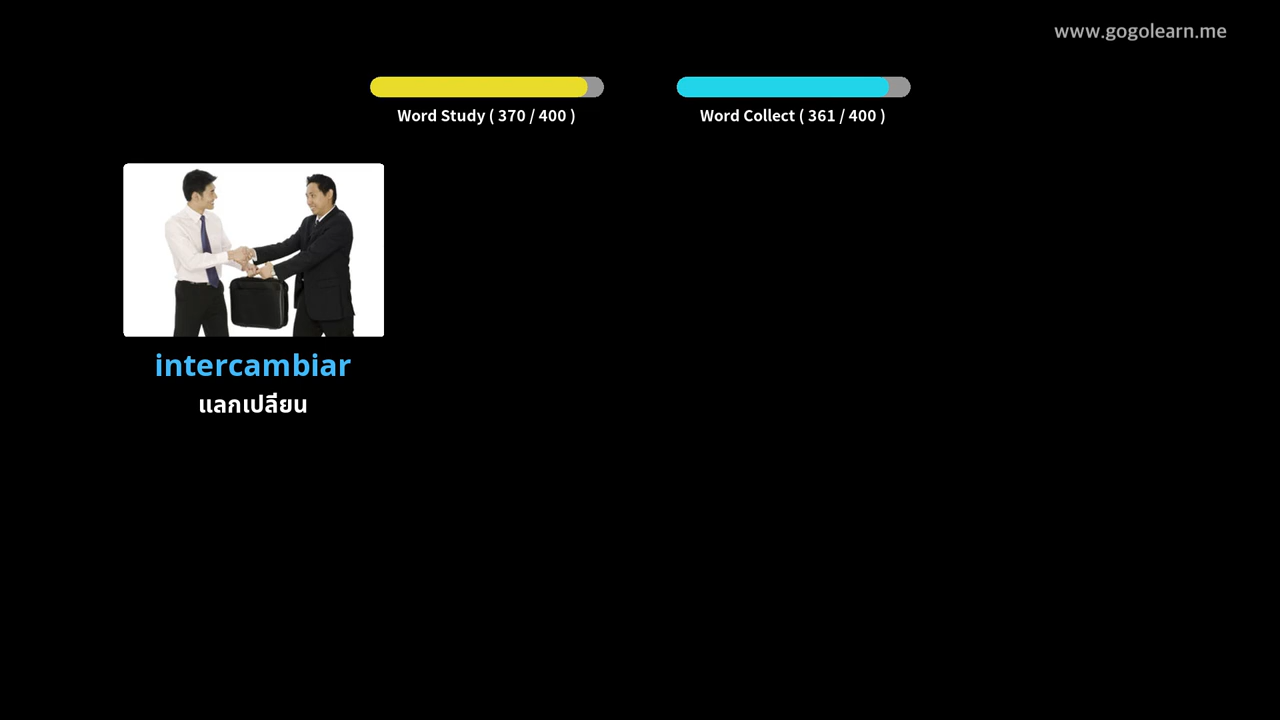 www.gogolearn.me
Word Study ( 370 / 400 )
Word Collect ( 361 / 400 )
intercambiar
แลกเปลี่ยน